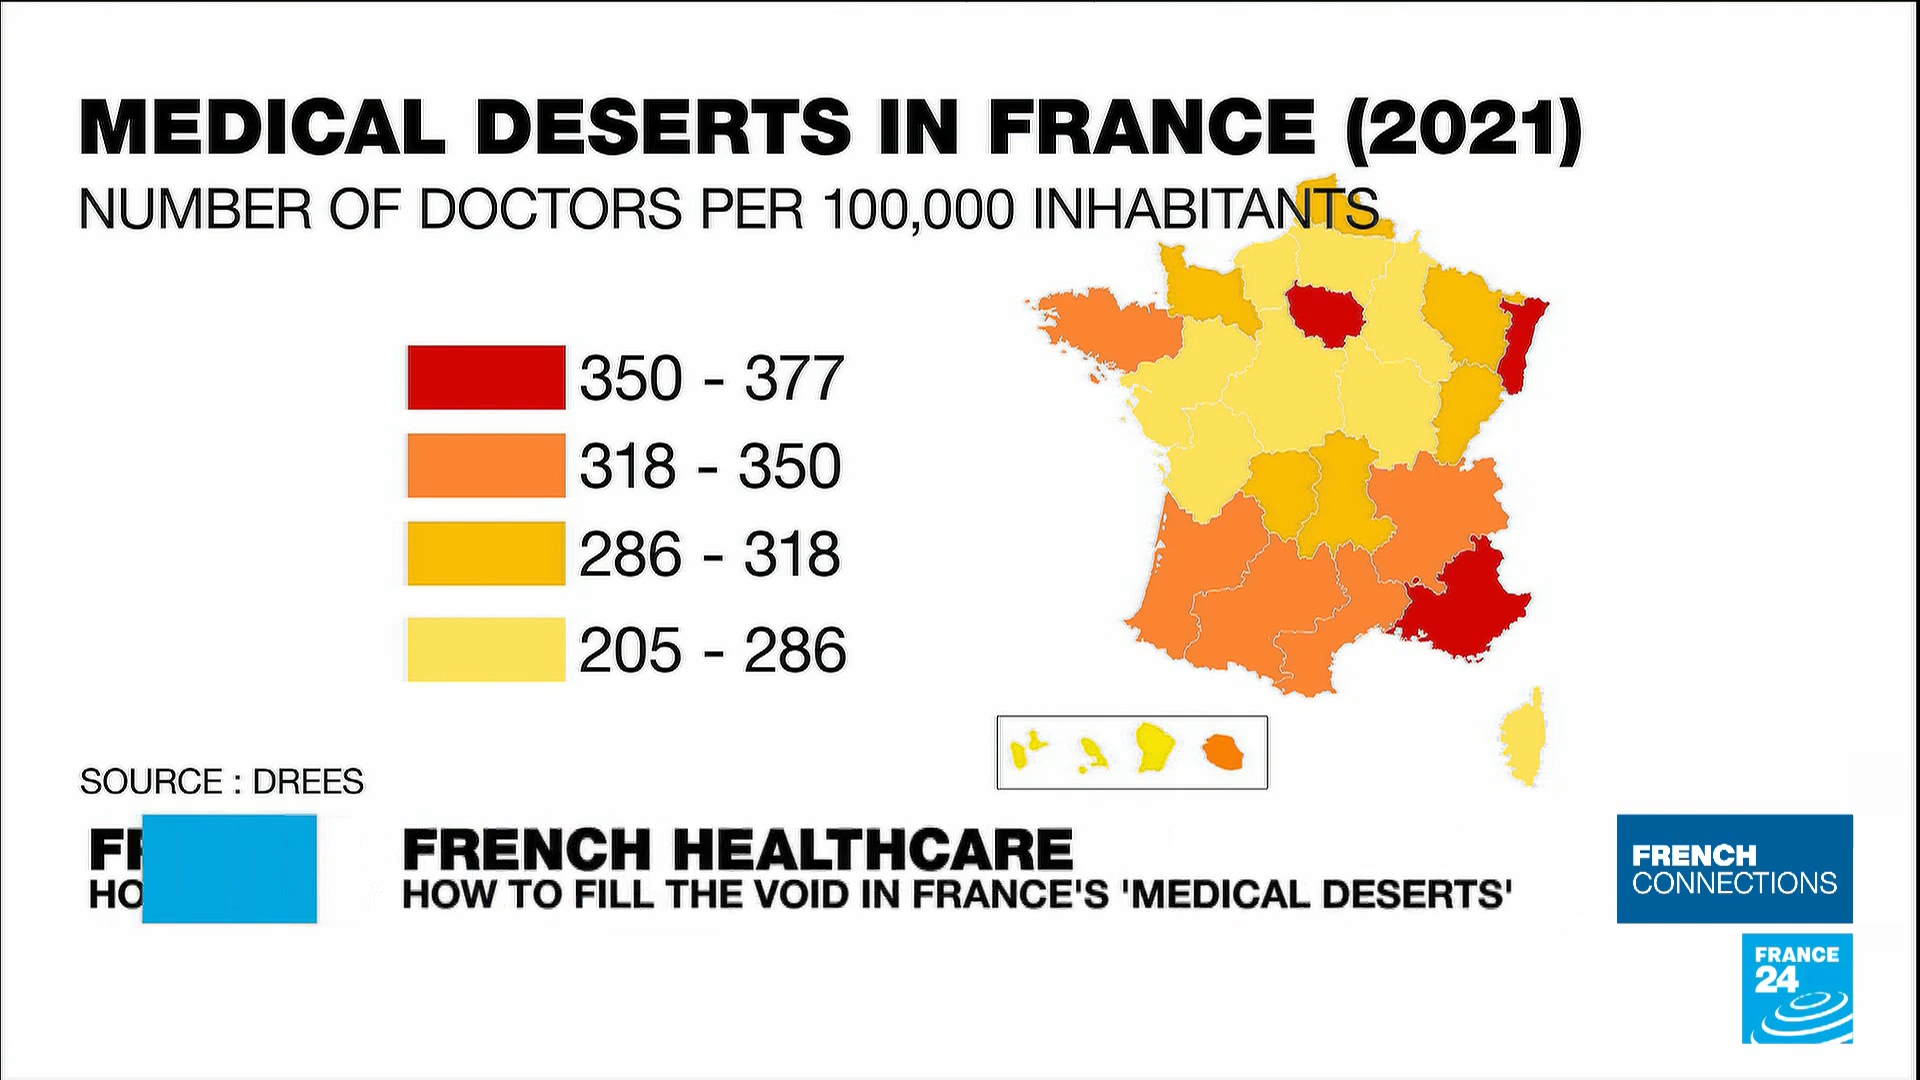 MEDICAL DESERTS IN FRANCE (2021)
NUMBER OF DOCTORS PER 100,000 INHABITANTS
350 - 377
318 - 350
286 - 318
205 - 286
SOURCE : DREES
FRENCH HEALTHCARE
HOW TO FILL THE VOID IN FRANCE'S 'MEDICAL DESERTS'
FRENCH
CONNECTIONS
FRANCE
24